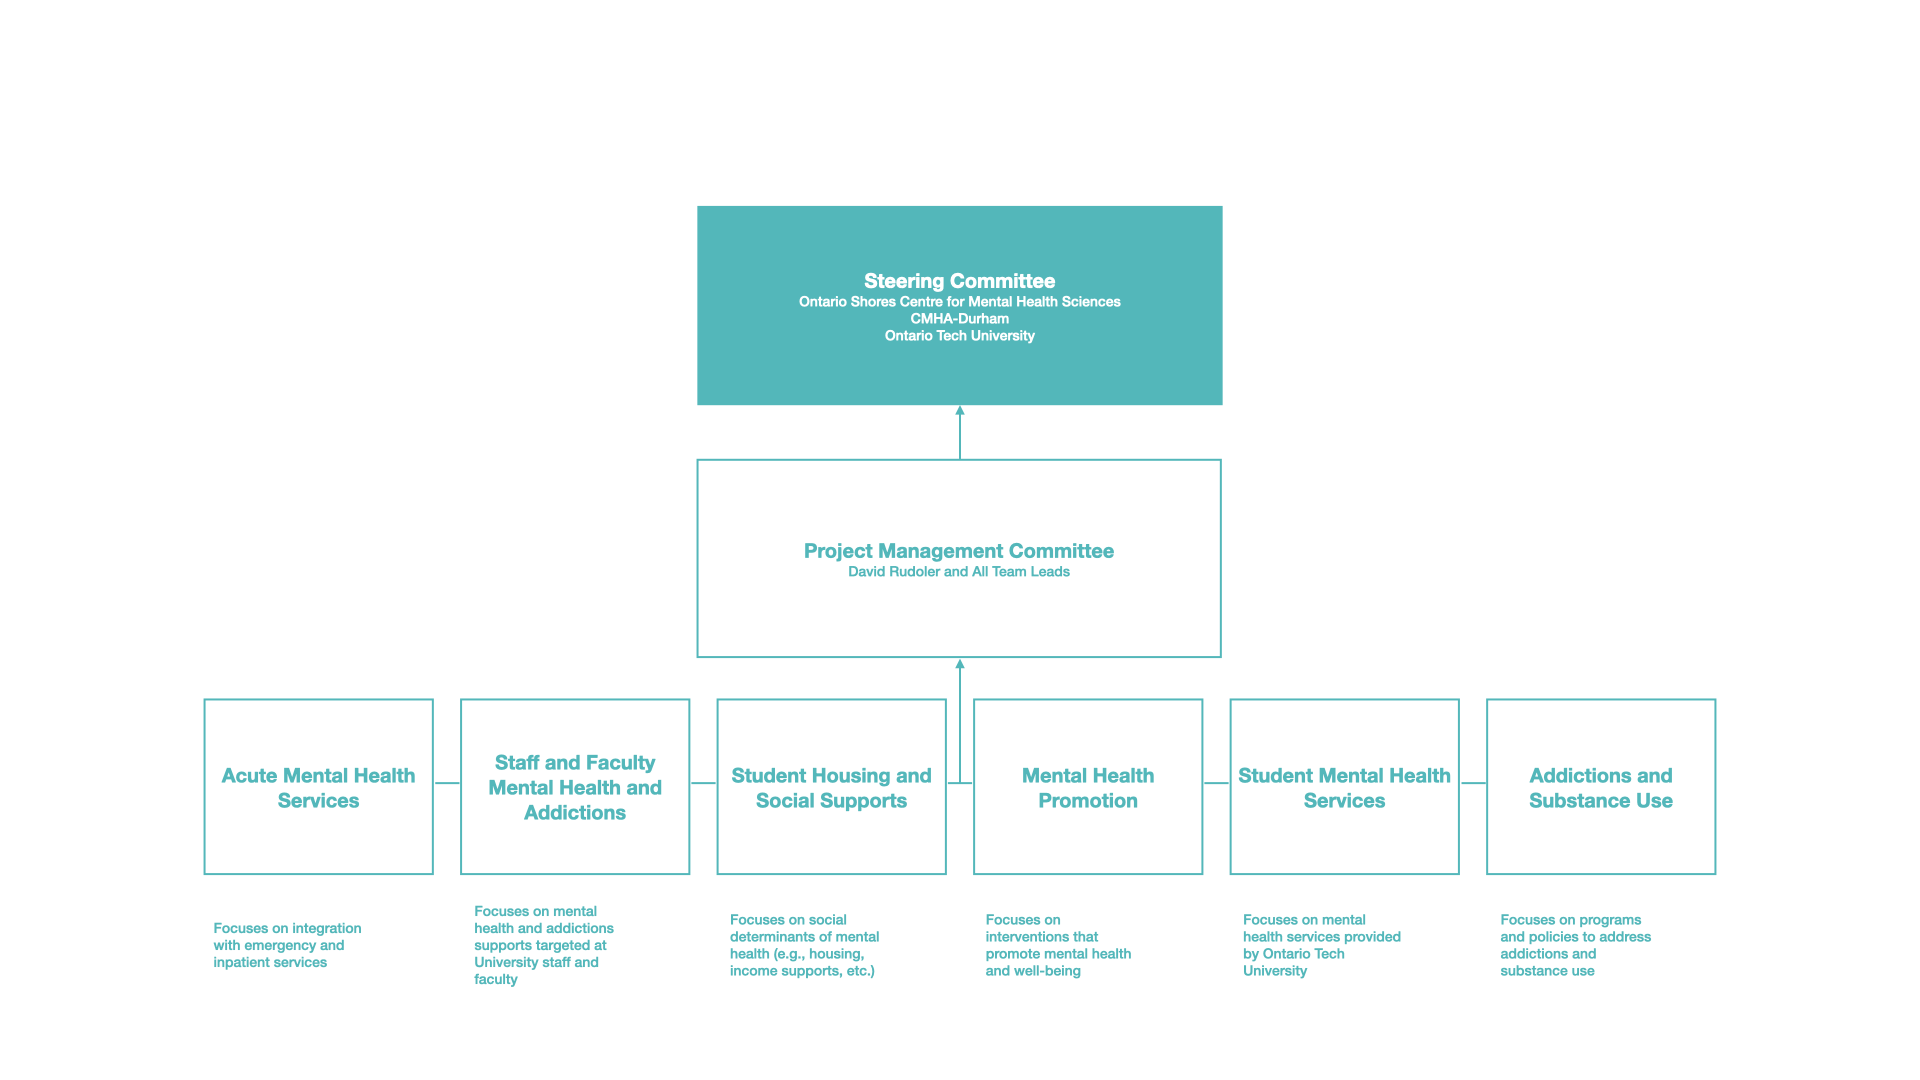 Steering Committee
Ontario Shores Centre for Mental Health Sciences
CMHA-Durham
Ontario Tech University
Project Management Committee
David Rudoler and All Team Leads
Acute Mental Health
Services
Staff and Faculty
Mental Health and
Addictions
Student Housing and
Social Supports
Mental Health
Promotion
Student Mental Health
Services
Addictions and
Substance Use
Focuses on integration
with emergency and
inpatient services
Focuses on mental
health and addictions
supports targeted at
University staff and
faculty
Focuses on social
determinants of mental
health (e.g., housing,
income supports, etc.)
Focuses on
interventions that
promote mental health
and well-being
Focuses on mental
health services provided
by Ontario Tech
University
Focuses on programs
and policies to address
addictions and
substance use